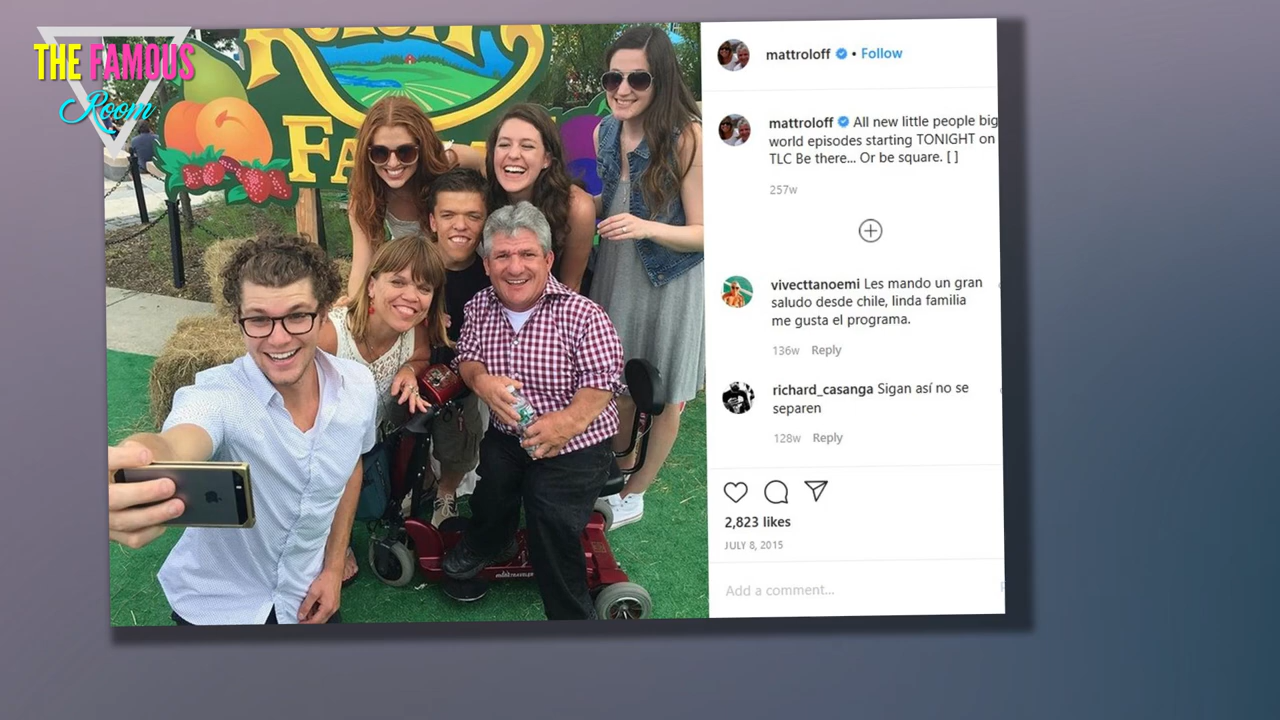 THE FAMOUS
Room
FA
mattroloff • Follow
mattroloff All new little people big
world episodes starting TONIGHT on
TLC Be there... Or be square. [ ]
257w
vivecttanoemi Les mando un gran
saludo desde chile, linda familia
me gusta el programa.
136w Reply
richard_casanga Sigan así no se
separen
128w Reply
2,823 likes
JULY 8, 2015
Add a comment...